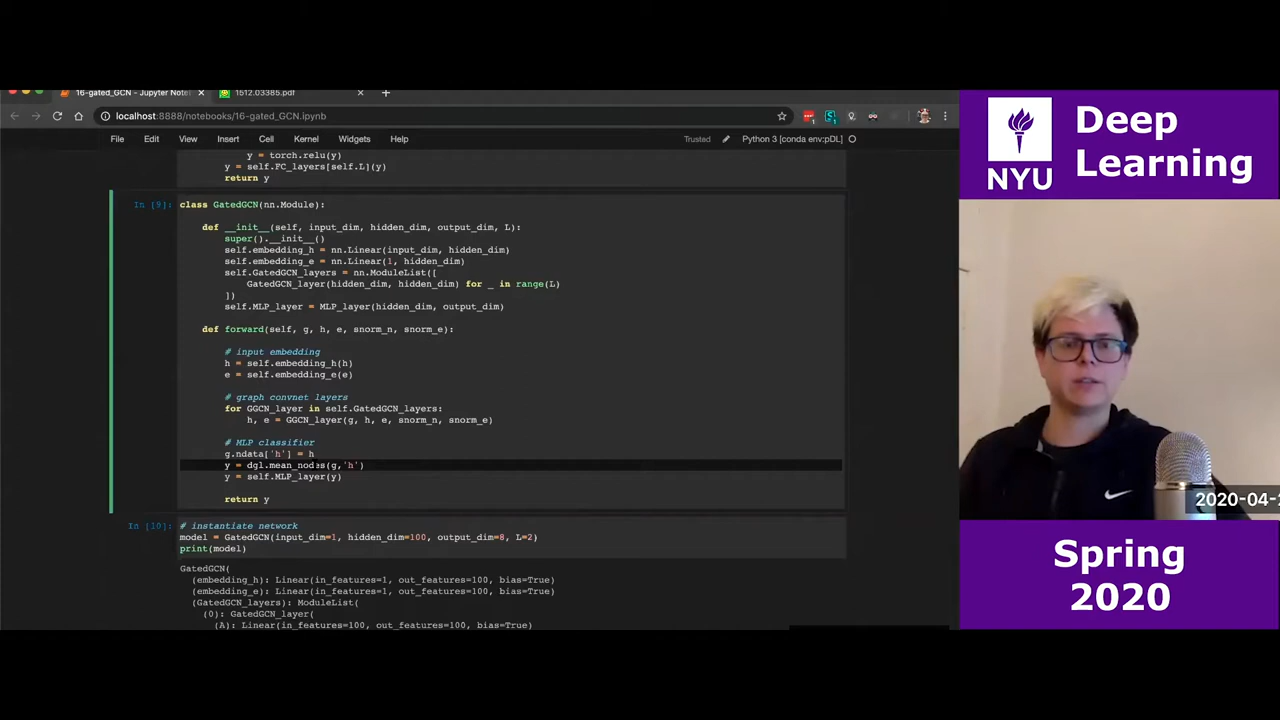 16-gated_GCN - Jupyter Note
1512.03385.pdf
localhost:8888/notebooks/16-gated_GCN.ipynb
File Edit View Insert Cell Kernel Widgets Help
Trusted Python 3 [conda env:pDL]
y = torch.relu(y)
y = self.FC_layers[self.L](y)
return y
In [9]: class GatedGCN(nn.Module):
def __init__(self, input_dim, hidden_dim, output_dim, L):
super().__init__()
self.embedding_h = nn.Linear(input_dim, hidden_dim)
self.embedding_e = nn.Linear(1, hidden_dim)
self.GatedGCN_layers = nn.ModuleList([
GatedGCN_layer(hidden_dim, hidden_dim) for _ in range(L)
])
self.MLP_layer = MLP_layer(hidden_dim, output_dim)
def forward(self, g, h, e, snorm_n, snorm_e):
# input embedding
h = self.embedding_h(h)
e = self.embedding_e(e)
# graph convnet layers
for GGCN_layer in self.GatedGCN_layers:
h, e = GGCN_layer(g, h, e, snorm_n, snorm_e)
# MLP classifier
g.ndata['h'] = h
y = dgl.mean_nodes(g,'h')
y = self.MLP_layer(y)
return y
In [10]: # instantiate network
model = GatedGCN(input_dim=1, hidden_dim=100, output_dim=8, L=2)
print(model)
GatedGCN(
(embedding_h): Linear(in_features=1, out_features=100, bias=True)
(embedding_e): Linear(in_features=1, out_features=100, bias=True)
(GatedGCN_layers): ModuleList(
(0): GatedGCN_layer(
(A): Linear(in_features=100, out_features=100, bias=True)
NYU
Deep
Learning
2020-04-2
Spring
2020